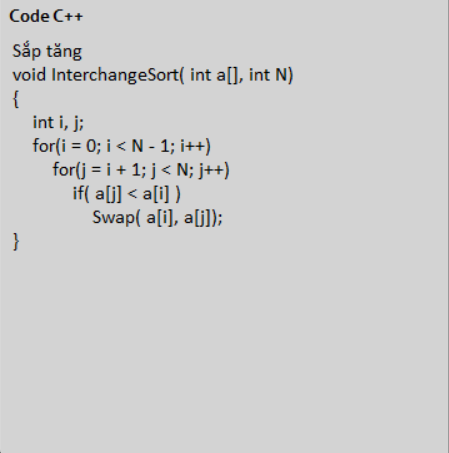 Code C++
Sắp tăng
void InterchangeSort( int a[], int N)
{
int i, j;
for(i = 0; i < N - 1; i++)
for(j = i + 1; j < N; j++)
if( a[j] < a[i] )
Swap( a[i], a[j]);
}